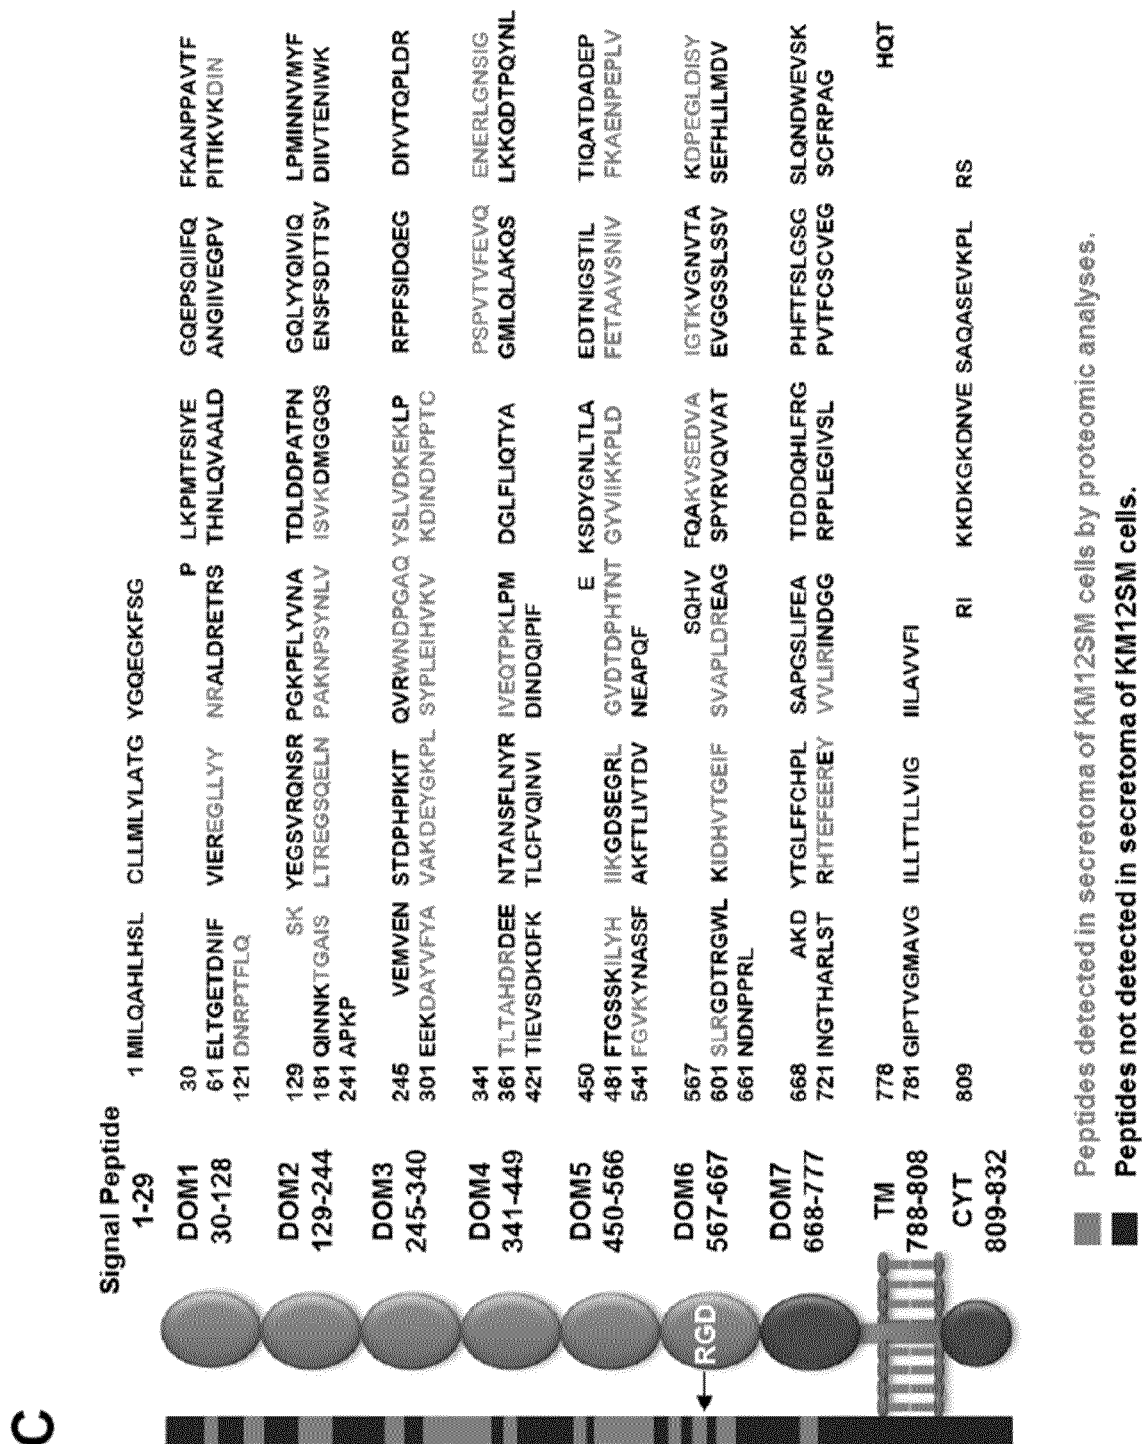 C
Signal Peptide
1-29
1 MILQAHLHSL CLLMLYLATG YGQEGKFSG
DOM1
30-128
30 P LKPMTFSIYE GQEPSQIIFQ FKANPPAVTF
61 ELTGETDNIF VIEREGLLYY NRALDRETRS THNLQVAALD ANGIIVEGPV PITIKVKDIN
121 DNRPTFLQ
DOM2
129-244
129 SK YEGSVRQNSR PGKPFLYVNA TDLDDPATPN GQLYYQIVIQ LPMINNVMYF
181 QINNKTGAIS LTREGSQELN PAKNPSYNLV ISVKDMGGQS ENSFSDTTSV DIIVTENIWK
241 APKP
DOM3
245-340
245 VEMVEN STDPHPIKIT QVRWNDPGAQ YSLVDKEKLP RFPFSIDQEG DIYVTQPLDR
301 EEKDAYVFYA VAKDEYGKPL SYPLEIHVKV KDINDNPPTC
DOM4
341-449
341 PSPVTVFEVQ ENERLGNSIG
361 TLTAHDRDEE NTANSFLNYR IVEQTPKLPM DGLFLIQTYA GMLQLAKQS LKKQDTPQYNL
421 TIEVSDKDFK TLCFVQINVI DINDQIPIF
DOM5
450-566
450 E KSDYGNLTLA EDTNIGSTIL TIQATDADEP
481 FTGSSKILYH IIKGDSEGRL GVDTDPHTNT GYVIIKKPLD FETAAVSNIV FKAENPEPLV
541 FGVKYNASSF AKFTLIVTDV NEAPQF
DOM6
567-667
567 SQHV FQAKVSEDVA IGTKVGNVTA KDPEGLDISY
601 SLRGDTRGWL KIDHVTGEIF SVAPLDREAG SPYRVQVVAT EVGGSSLSSV SEFHLILMDV
661 NDNPPRL
DOM7
668-777
668 AKD YTGLFFCHPL SAPGSLIFEA TDDDQHLFRG PHFTFSLGSG SLQNDWEVSK
721 INGTHARLST RHTEFEEREY VVLIRINDGG RPPLEGIVSL PVTFCSCVEG SCFRPAG
TM
788-808
778 HQT
781 GIPTVGMAVG ILLTTLLVIG IILAVVFI
CYT
809-832
809 RI KKDKGKDNVE SAQASEVKPL RS
RGD
Peptides detected in secretoma of KM12SM cells by proteomic analyses.
Peptides not detected in secretoma of KM12SM cells.